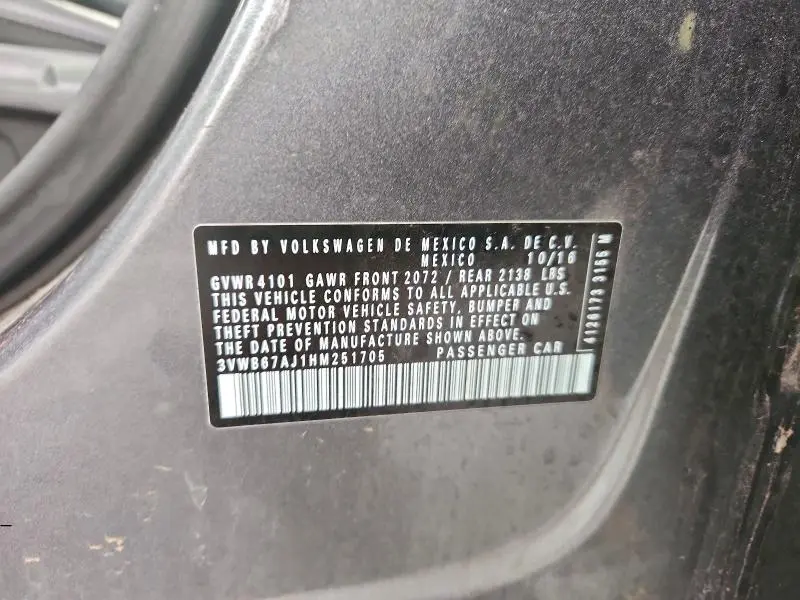 MFD BY VOLKSWAGEN DE MEXICO S.A. DE C.V.
MEXICO 10/16
GVWR 4101 GAWR FRONT 2072 / REAR 2138 LBS
THIS VEHICLE CONFORMS TO ALL APPLICABLE U.S.
FEDERAL MOTOR VEHICLE SAFETY, BUMPER AND
THEFT PREVENTION STANDARDS IN EFFECT ON
THE DATE OF MANUFACTURE SHOWN ABOVE.
3VWB67AJ1HM251705 PASSENGER CAR
4120173 3166 M